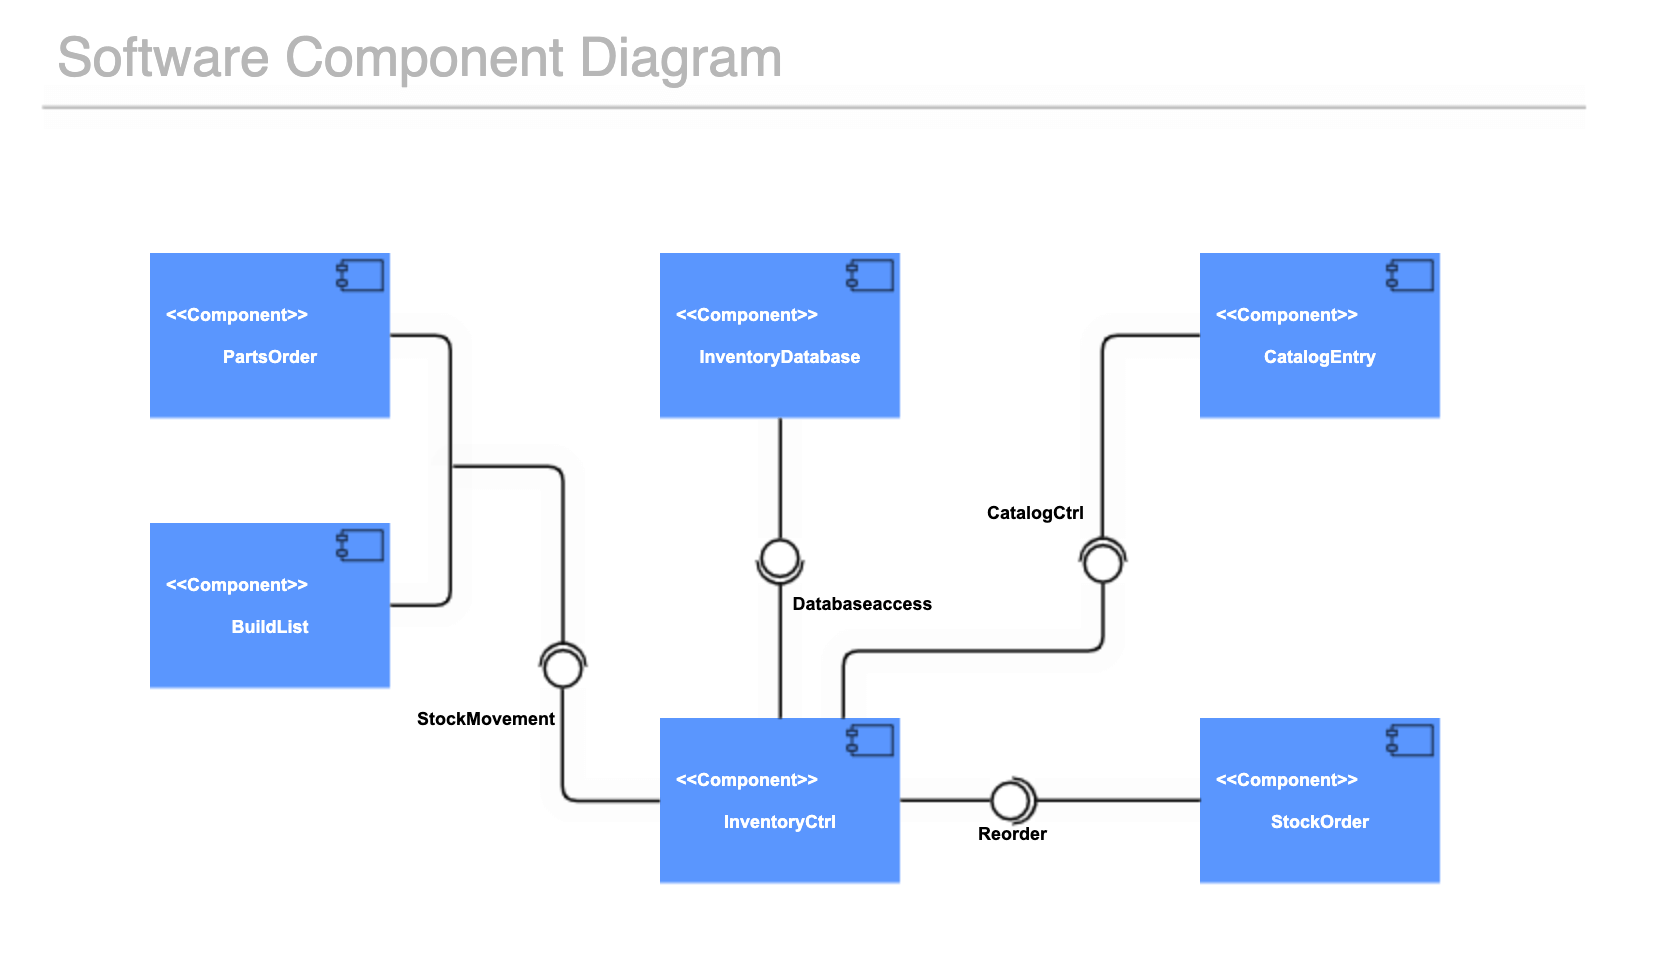 Software Component Diagram
<<Component>>
PartsOrder
<<Component>>
InventoryDatabase
<<Component>>
CatalogEntry
CatalogCtrl
<<Component>>
BuildList
Databaseaccess
StockMovement
<<Component>>
InventoryCtrl
Reorder
<<Component>>
StockOrder